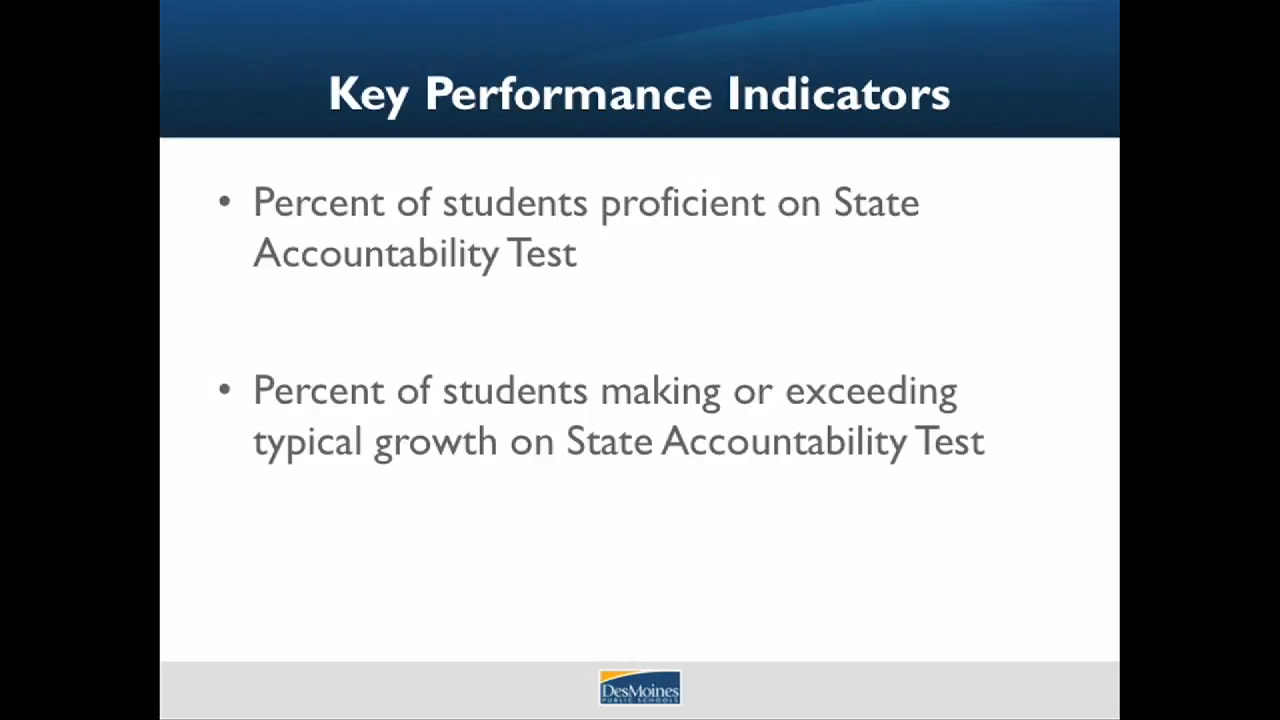 Key Performance Indicators
• Percent of students proficient on State
Accountability Test
• Percent of students making or exceeding
typical growth on State Accountability Test
DesMoines
PUBLIC SCHOOLS